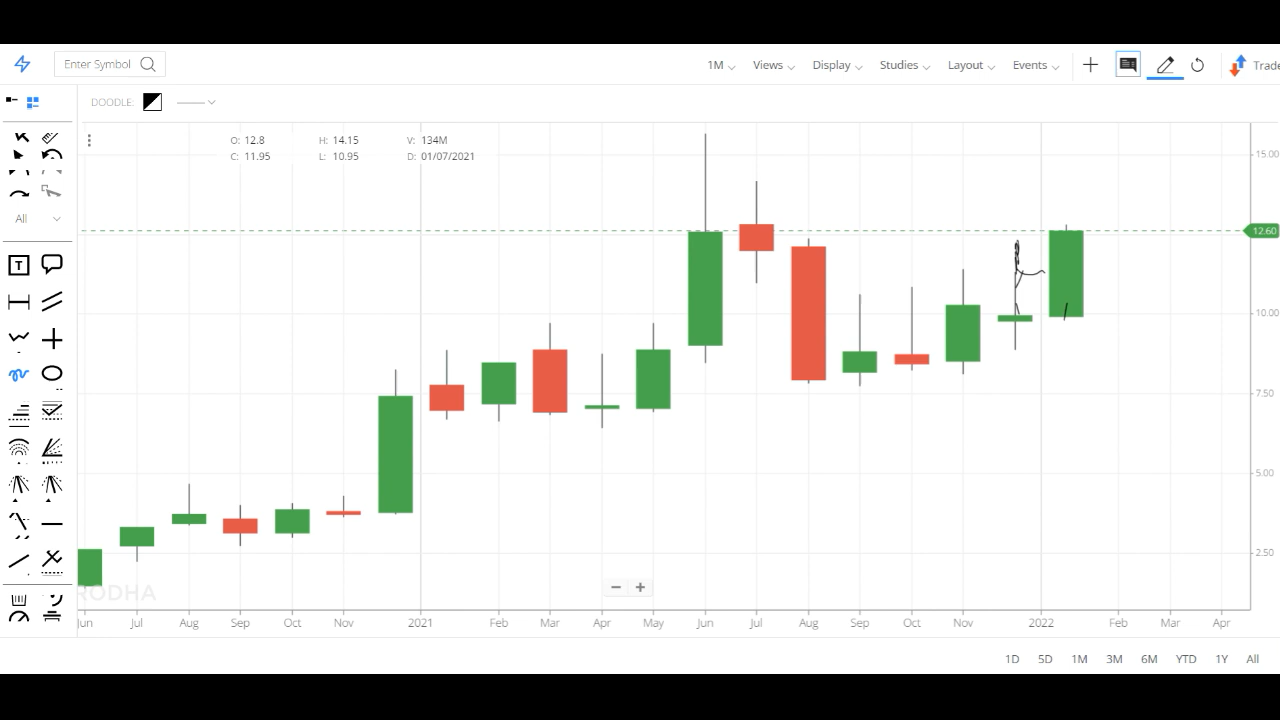 Enter Symbol 1M Views Display Studies Layout Events Trade
DOODLE:
O: 12.8 H: 14.15 V: 134M
C: 11.95 L: 10.95 D: 01/07/2021
All
T
15.00
12.60
10.00
7.50
5.00
2.50
RODHA
Jun Jul Aug Sep Oct Nov 2021 Feb Mar Apr May Jun Jul Aug Sep Oct Nov 2022 Feb Mar Apr
1D 5D 1M 3M 6M YTD 1Y All